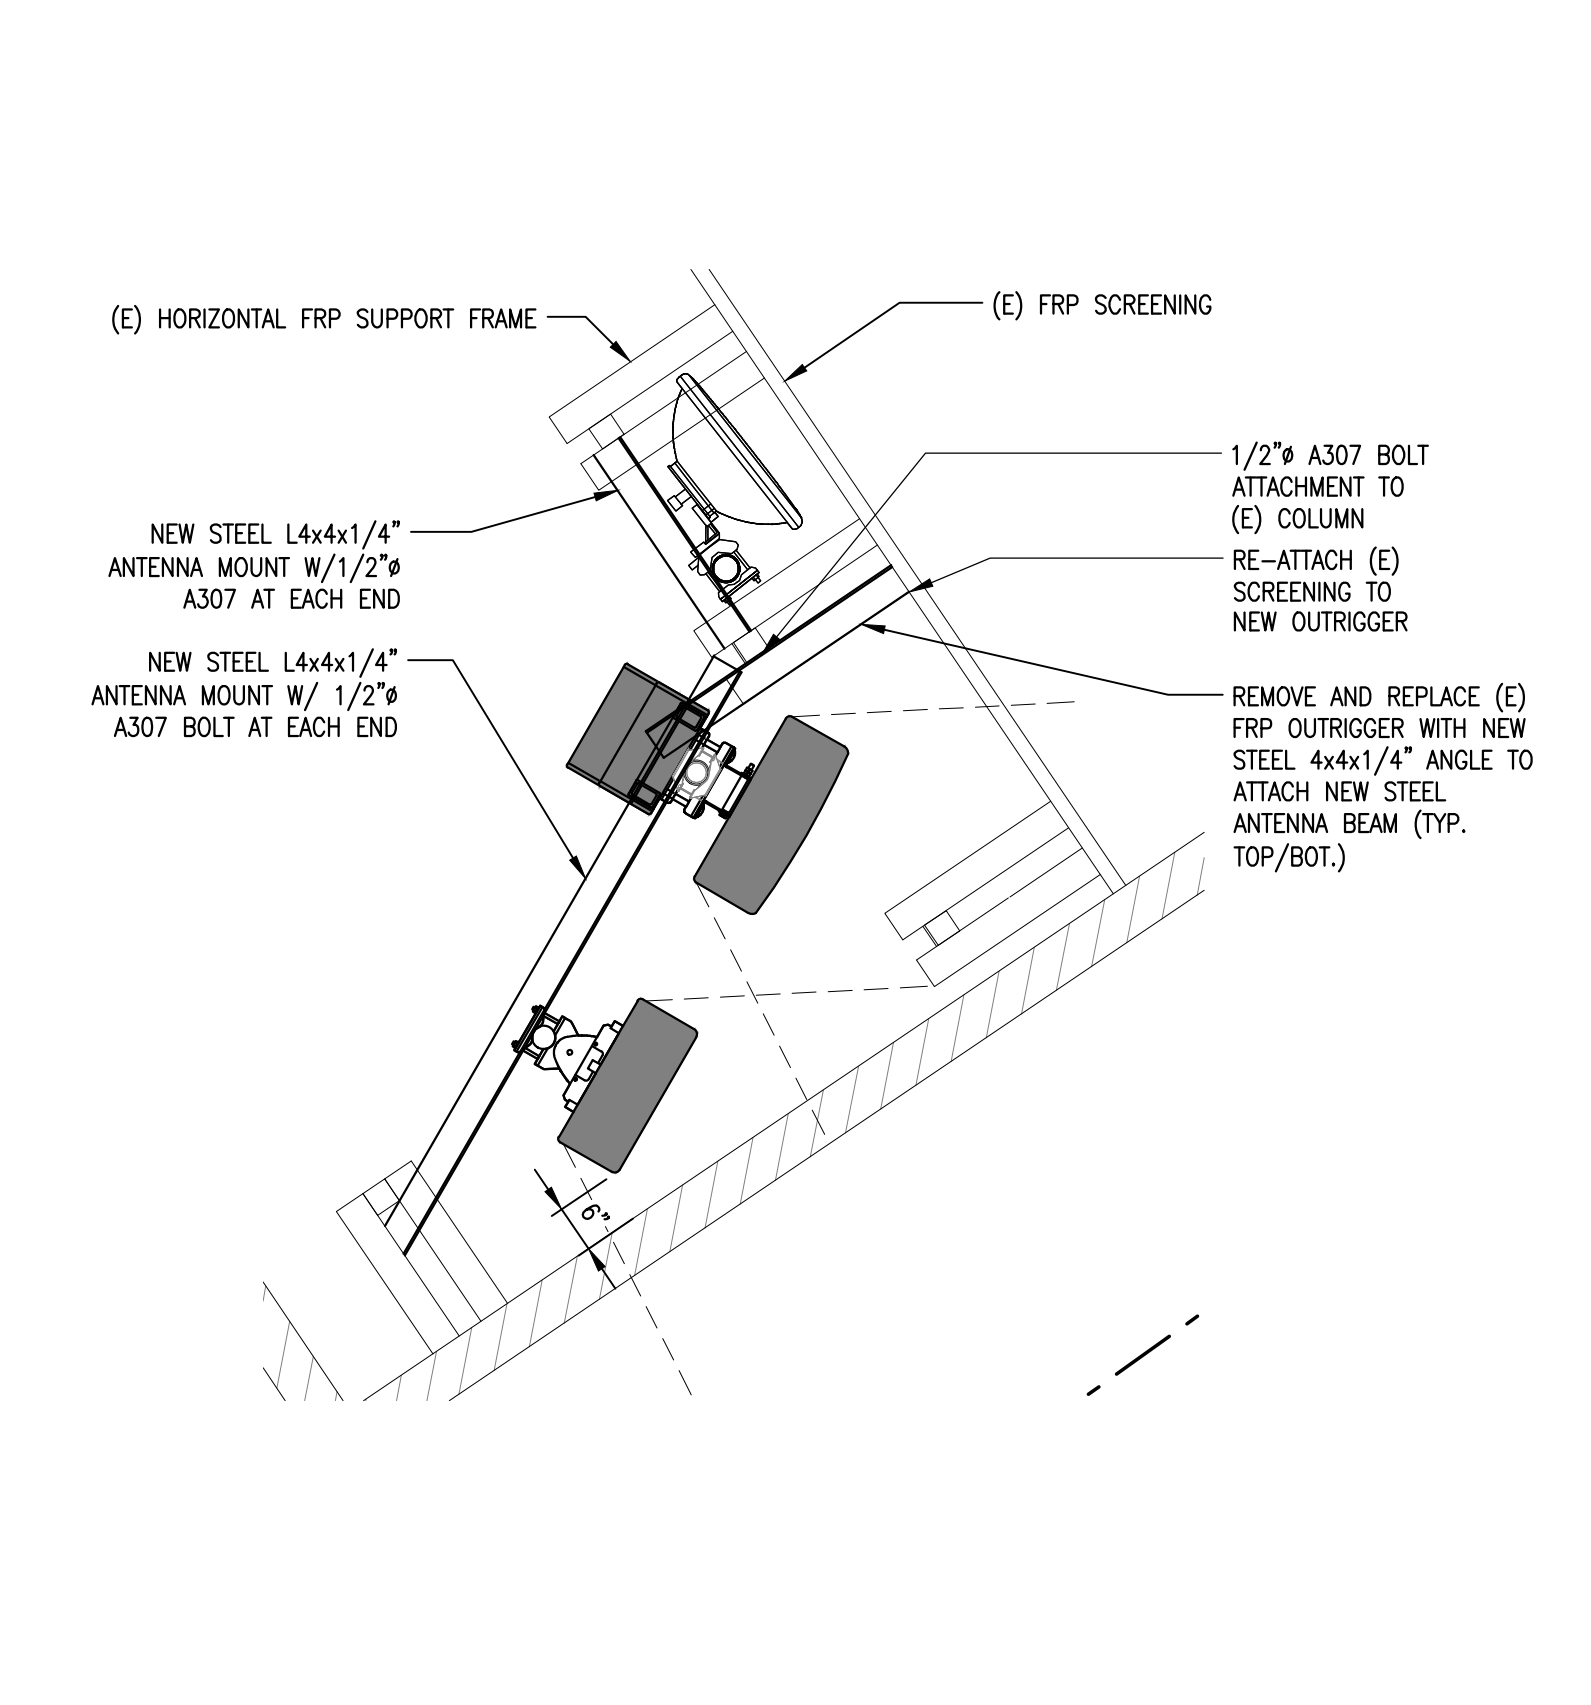 (E) HORIZONTAL FRP SUPPORT FRAME
(E) FRP SCREENING
1/2"ø A307 BOLT
ATTACHMENT TO
(E) COLUMN
NEW STEEL L4x4x1/4"
ANTENNA MOUNT W/1/2"ø
A307 AT EACH END
RE-ATTACH (E)
SCREENING TO
NEW OUTRIGGER
NEW STEEL L4x4x1/4"
ANTENNA MOUNT W/ 1/2"ø
A307 BOLT AT EACH END
REMOVE AND REPLACE (E)
FRP OUTRIGGER WITH NEW
STEEL 4x4x1/4" ANGLE TO
ATTACH NEW STEEL
ANTENNA BEAM (TYP.
TOP/BOT.)
6"